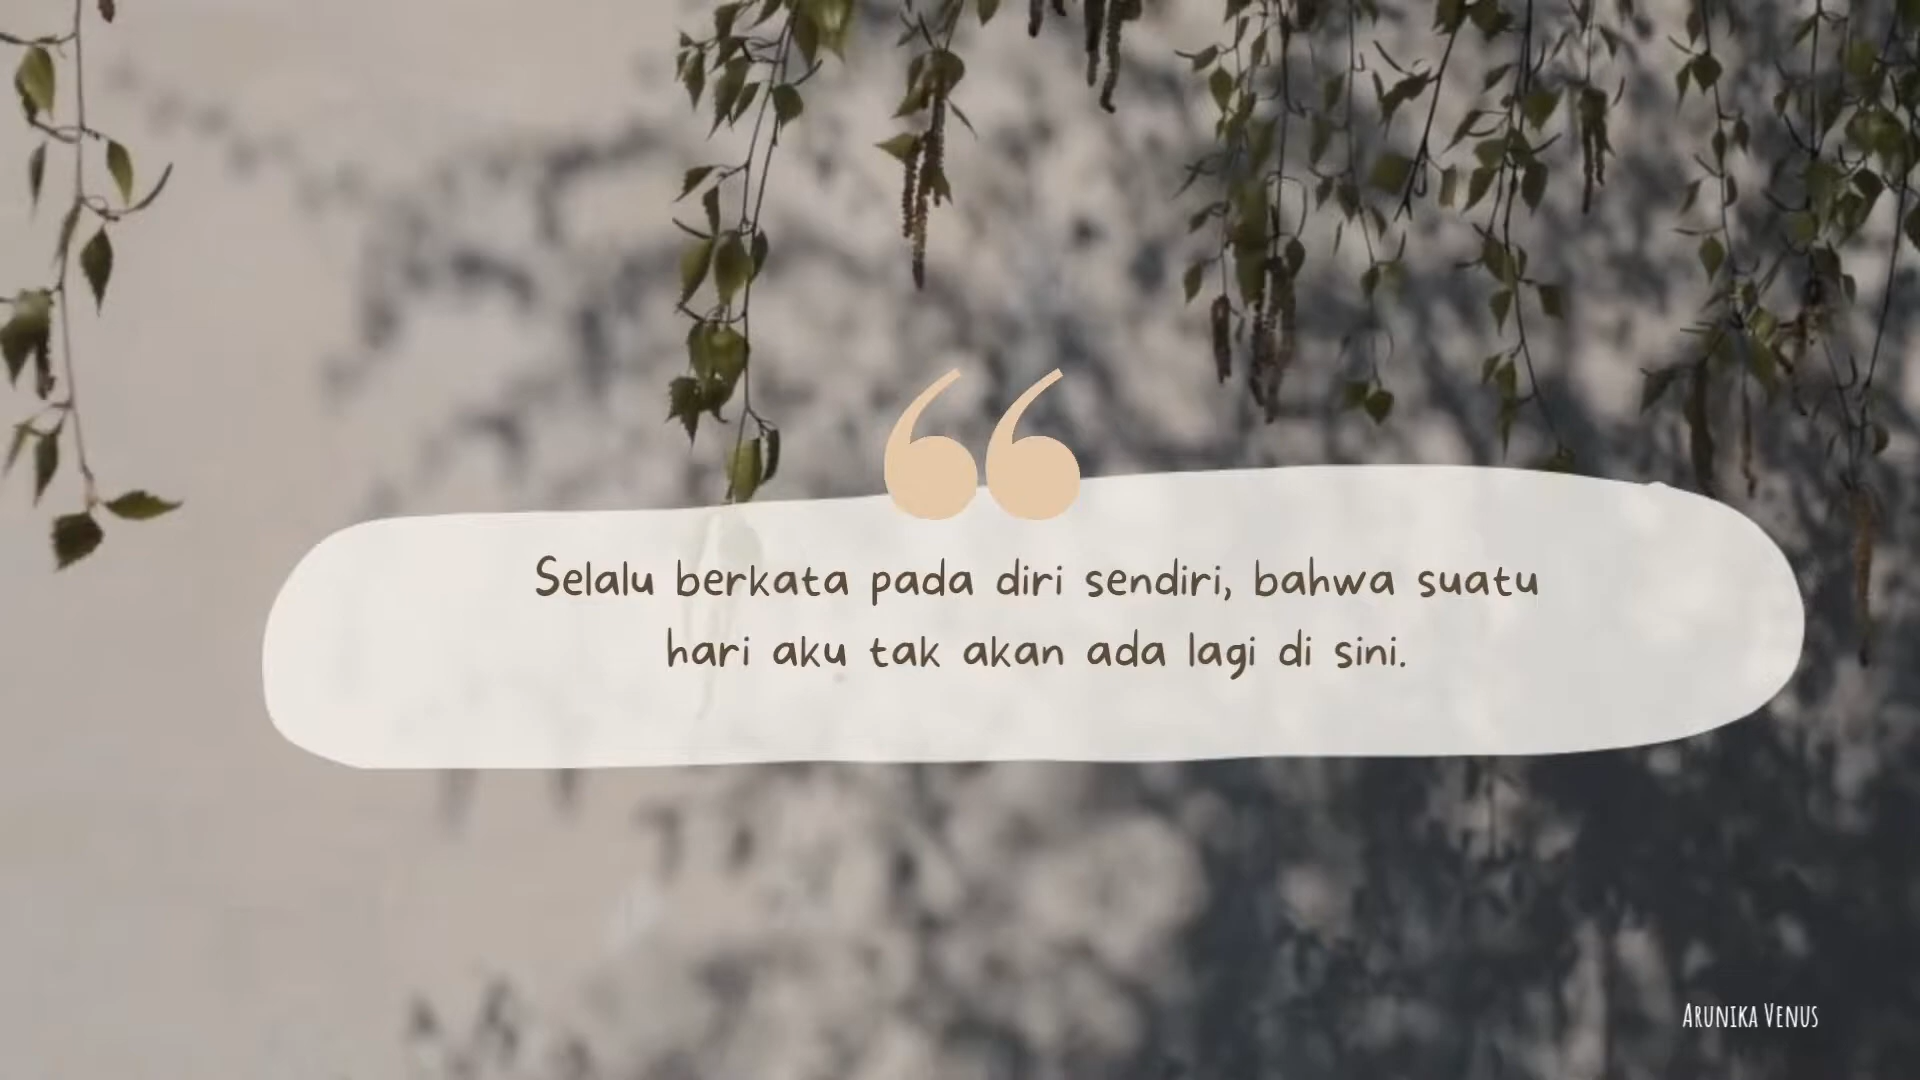 Selalu berkata pada diri sendiri, bahwa suatu
hari aku tak akan ada lagi di sini.
Arunika Venus